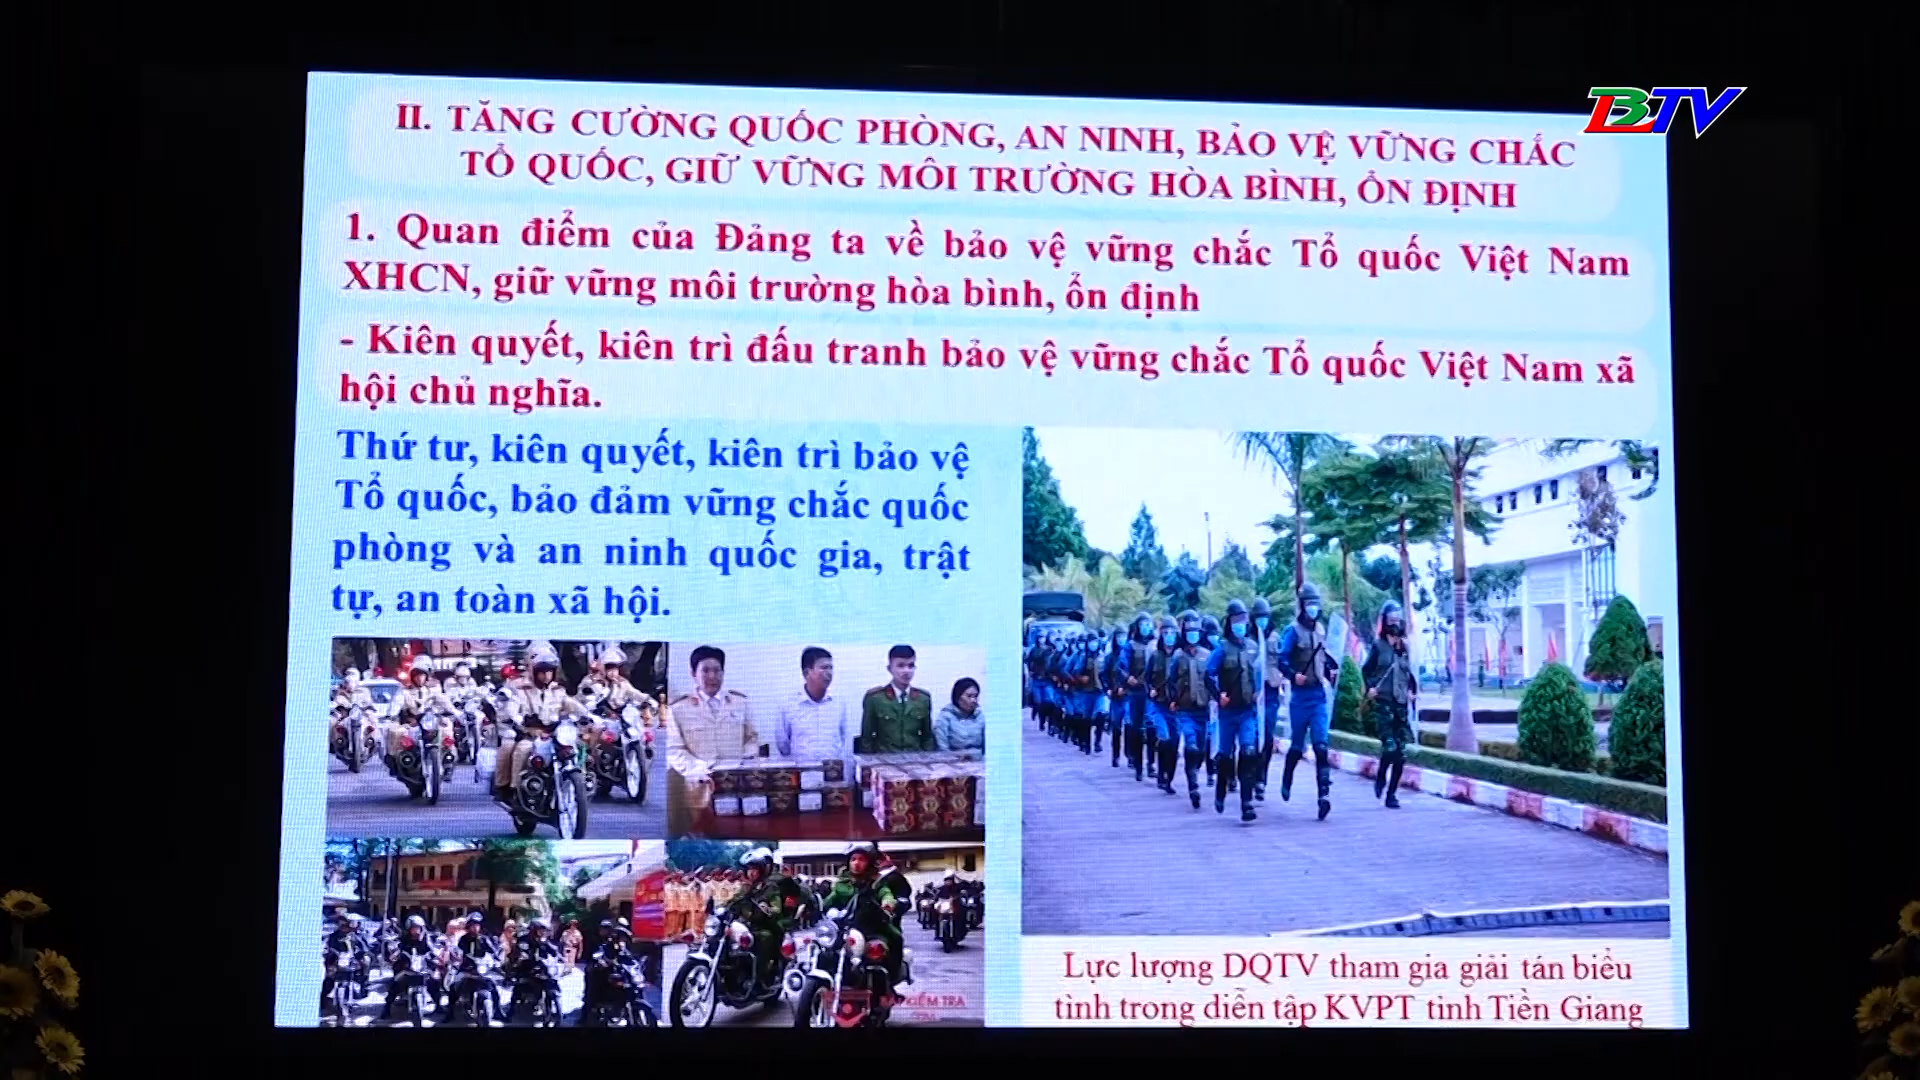 BTV
II. TĂNG CƯỜNG QUỐC PHÒNG, AN NINH, BẢO VỆ VỮNG CHẮC
TỔ QUỐC, GIỮ VỮNG MÔI TRƯỜNG HÒA BÌNH, ỔN ĐỊNH
1. Quan điểm của Đảng ta về bảo vệ vững chắc Tổ quốc Việt Nam
XHCN, giữ vững môi trường hòa bình, ổn định
- Kiên quyết, kiên trì đấu tranh bảo vệ vững chắc Tổ quốc Việt Nam xã
hội chủ nghĩa.
Thứ tư, kiên quyết, kiên trì bảo vệ
Tổ quốc, bảo đảm vững chắc quốc
phòng và an ninh quốc gia, trật
tự, an toàn xã hội.
Lực lượng DQTV tham gia giải tán biểu
tình trong diễn tập KVPT tỉnh Tiền Giang